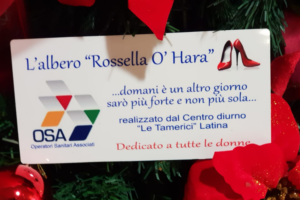 L'albero "Rossella O' Hara"
...domani è un altro giorno
sarò più forte e non più sola...
realizzato dal Centro diurno
"Le Tamerici" Latina
Dedicato a tutte le donne
OSA
Operatori Sanitari Associati